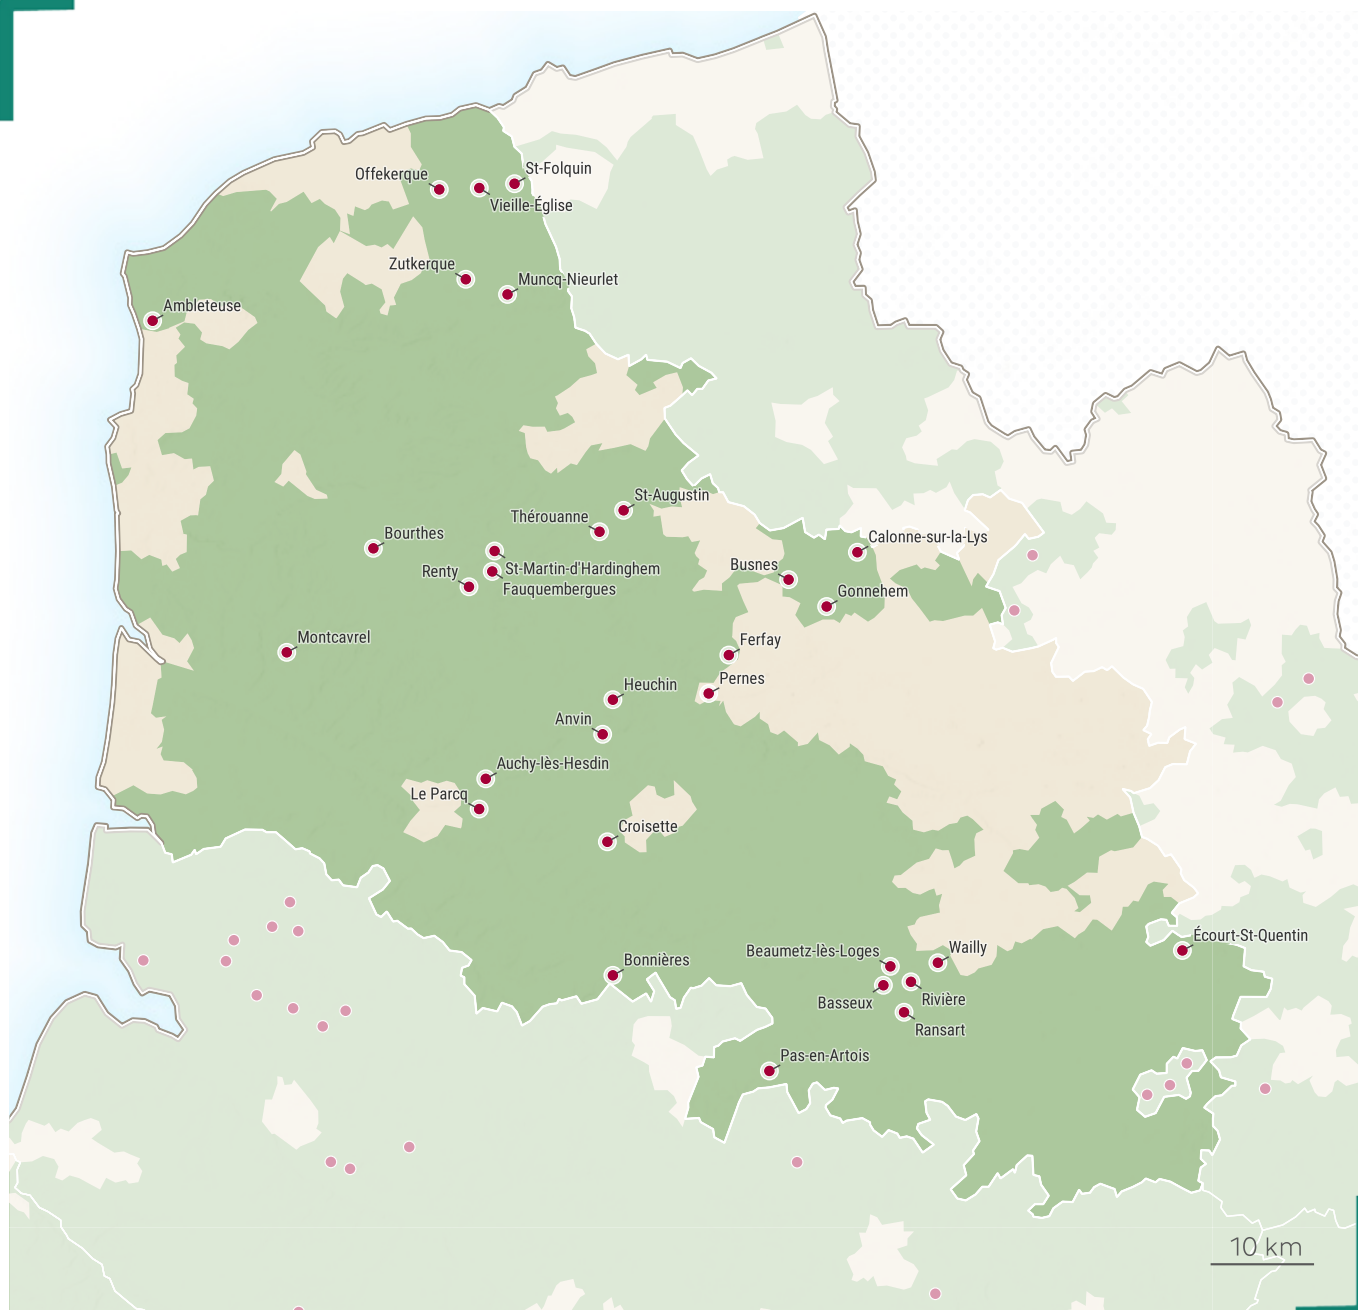 St-Folquin
Offekerque
Vieille-Église
Zutkerque
Muncq-Nieurlet
Ambleteuse
St-Augustin
Thérouanne
Bourthes
Calonne-sur-la-Lys
Busnes
St-Martin-d'Hardinghem
Renty
Fauquembergues
Gonnehem
Montcavrel
Ferfay
Pernes
Heuchin
Anvin
Auchy-lès-Hesdin
Le Parcq
Croisette
Écourt-St-Quentin
Wailly
Beaumetz-lès-Loges
Bonnières
Rivière
Basseux
Ransart
Pas-en-Artois
10 km